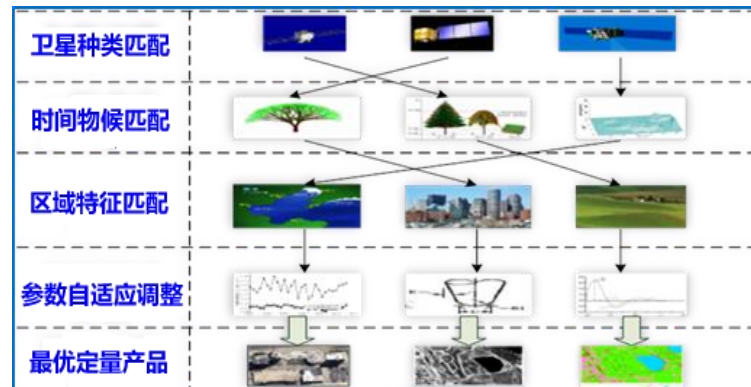 卫星种类匹配
时间物候匹配
区域特征匹配
参数自适应调整
最优定量产品